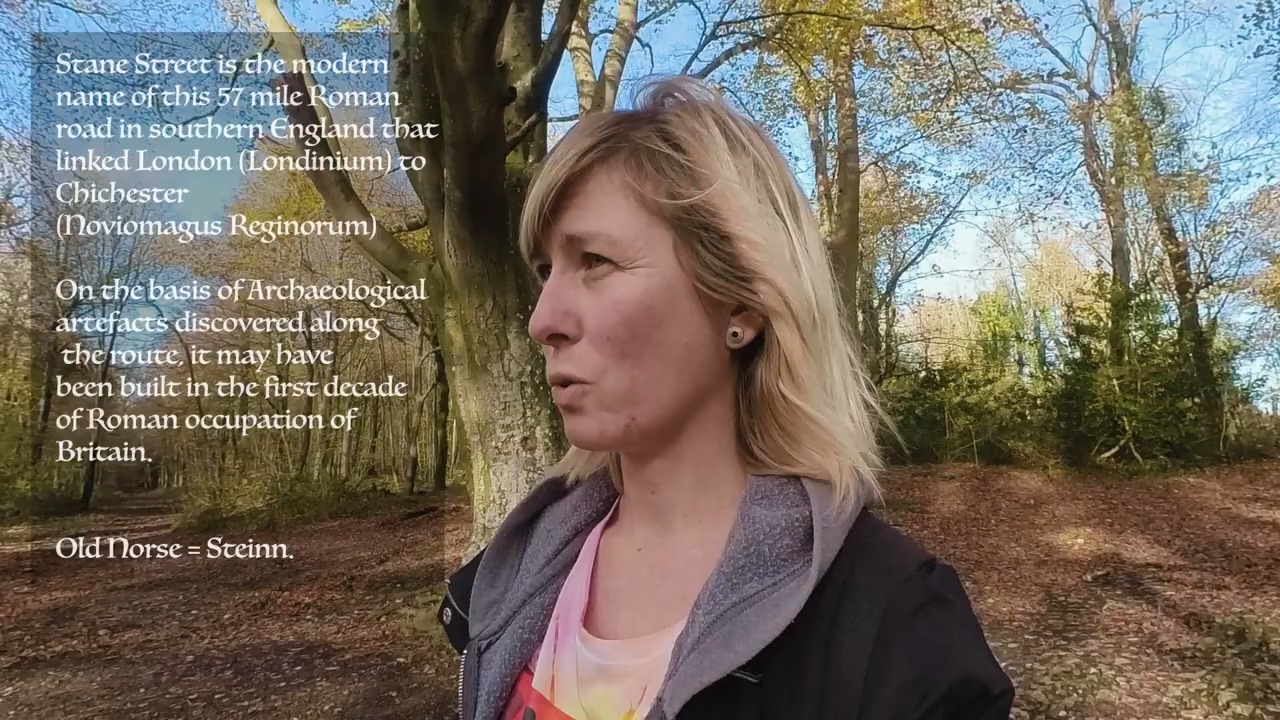 Stane Street is the modern
name of this 57 mile Roman
road in southern England that
linked London (Londinium) to
Chichester
(Noviomagus Reginorum)
On the basis of Archaeological
artefacts discovered along
the route, it may have
been built in the first decade
of Roman occupation of
Britain.
Old Norse = Steinn.